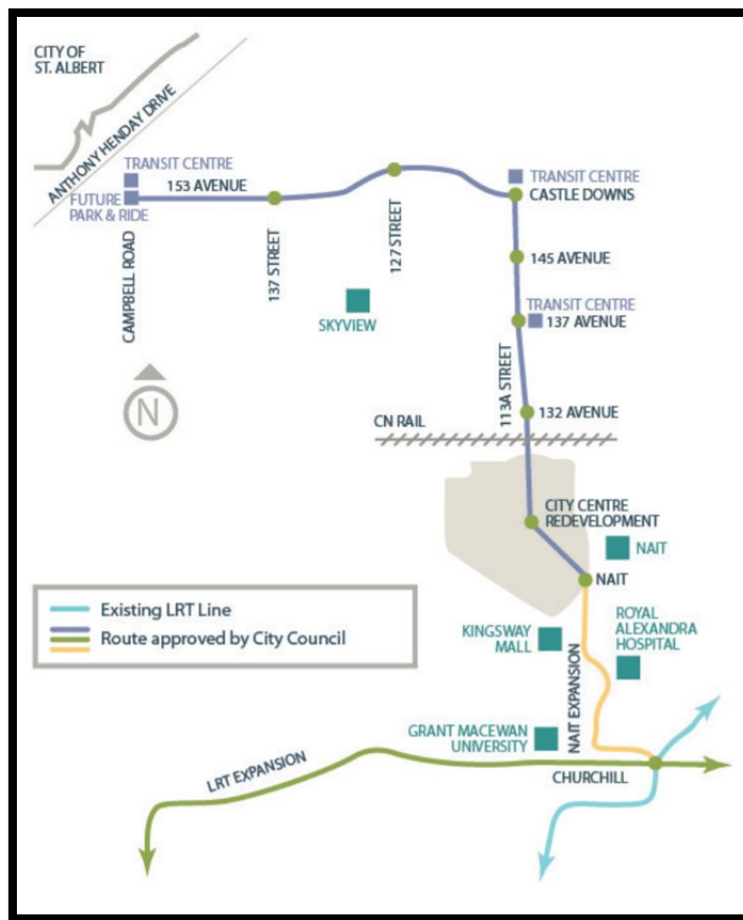 CITY OF
ST. ALBERT
ANTHONY HENDAY DRIVE
TRANSIT CENTRE
153 AVENUE
FUTURE
PARK & RIDE
CAMPBELL ROAD
137 STREET
127 STREET
SKYVIEW
TRANSIT CENTRE
CASTLE DOWNS
145 AVENUE
TRANSIT CENTRE
137 AVENUE
113A STREET
132 AVENUE
CN RAIL
N
CITY CENTRE
REDEVELOPMENT
NAIT
NAIT
Existing LRT Line
Route approved by City Council
KINGSWAY
MALL
ROYAL
ALEXANDRA
HOSPITAL
NAIT EXPANSION
GRANT MACEWAN
UNIVERSITY
LRT EXPANSION
CHURCHILL